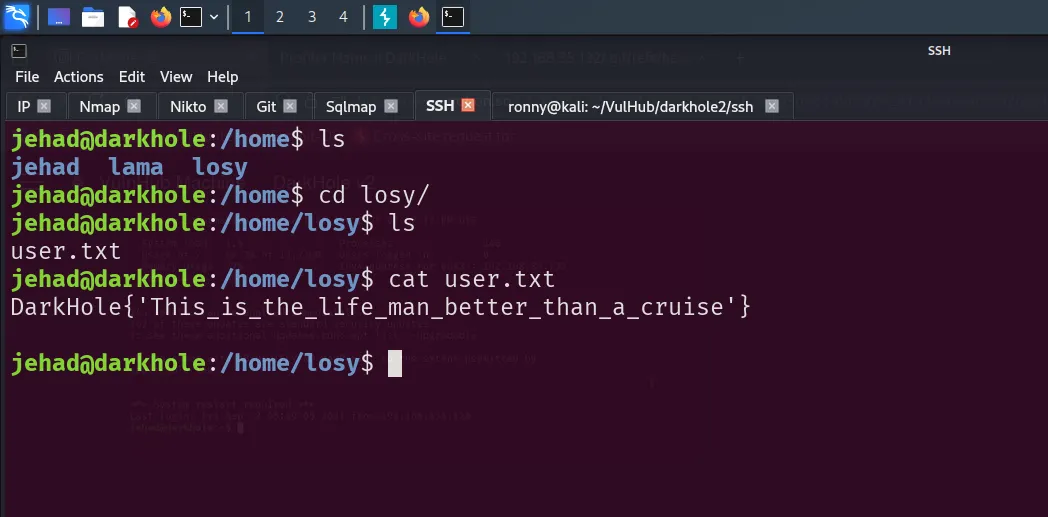 1 2 3 4
SSH
File Actions Edit View Help
IP Nmap Nikto Git Sqlmap SSH ronny@kali: ~/VulHub/darkhole2/ssh
jehad@darkhole:/home$ ls
jehad lama losy
jehad@darkhole:/home$ cd losy/
jehad@darkhole:/home/losy$ ls
user.txt
jehad@darkhole:/home/losy$ cat user.txt
DarkHole{'This_is_the_life_man_better_than_a_cruise'}
jehad@darkhole:/home/losy$